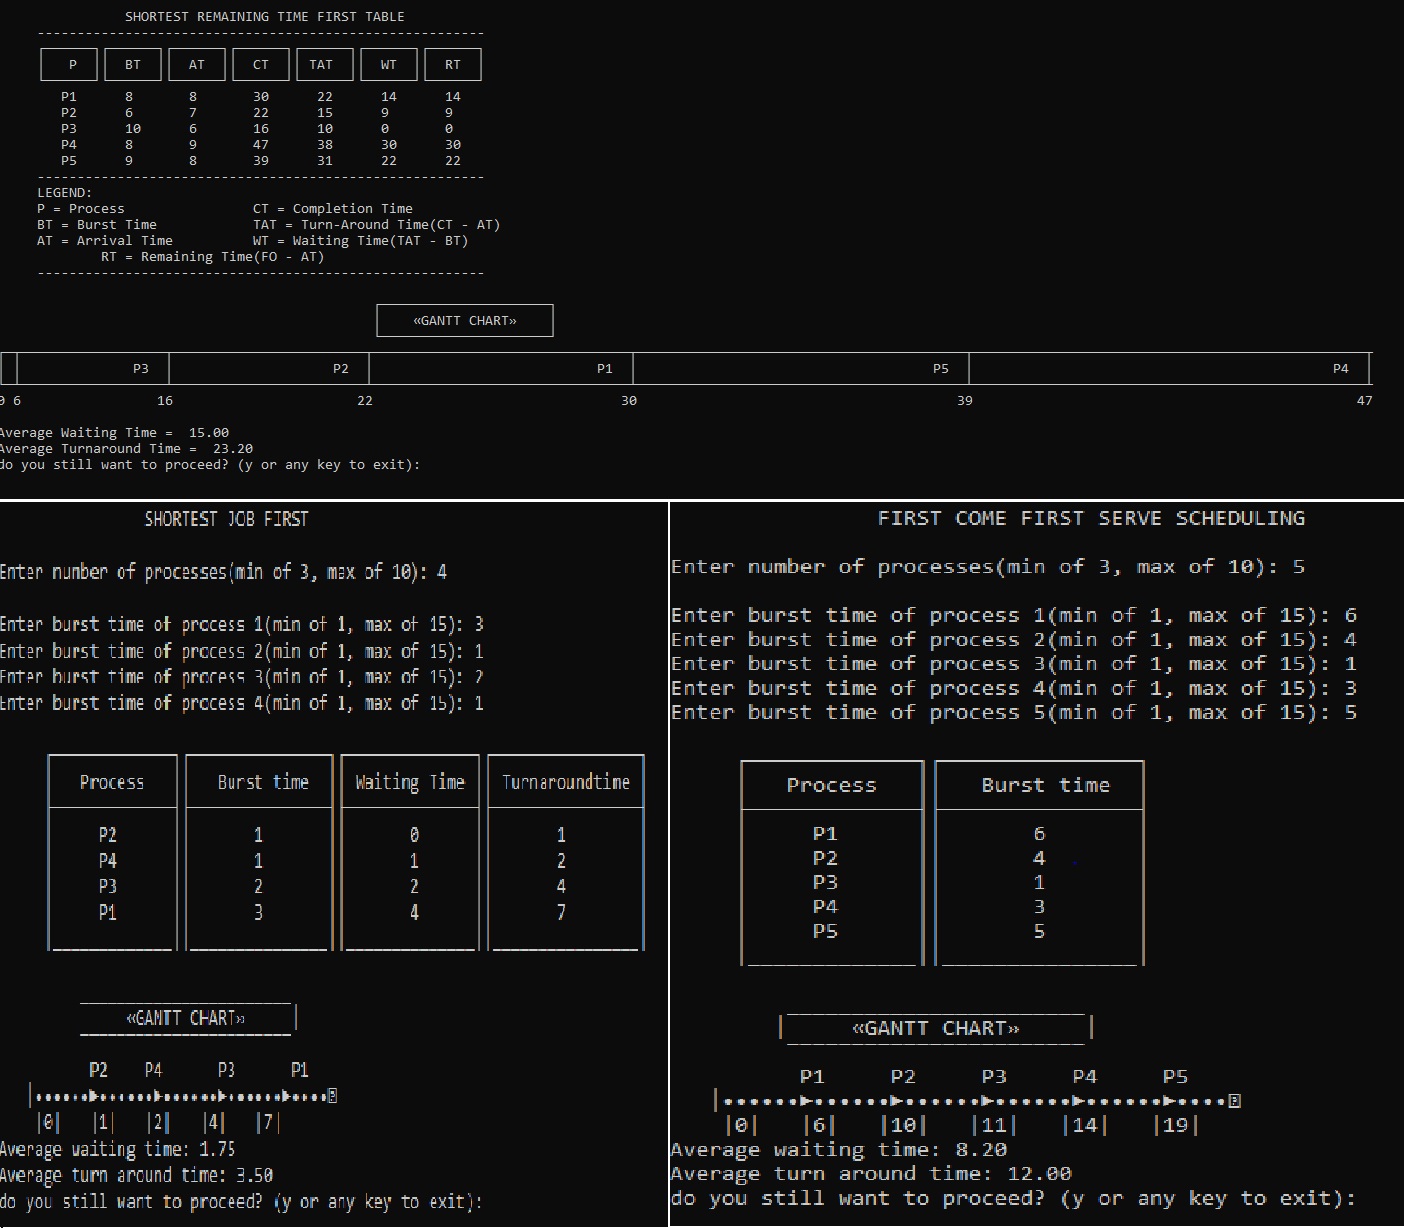 SHORTEST REMAINING TIME FIRST TABLE
-------------------------------------------------------
P BT AT CT TAT WT RT
P1 8 8 30 22 14 14
P2 6 7 22 15 9 9
P3 10 6 16 10 0 0
P4 8 9 47 38 30 30
P5 9 8 39 31 22 22
-------------------------------------------------------
LEGEND:
P = Process CT = Completion Time
BT = Burst Time TAT = Turn-Around Time(CT - AT)
AT = Arrival Time WT = Waiting Time(TAT - BT)
RT = Remaining Time(FO - AT)
-------------------------------------------------------
«GANTT CHART»
P3 P2 P1 P5 P4
0 6 16 22 30 39 47
Average Waiting Time = 15.00
Average Turnaround Time = 23.20
do you still want to proceed? (y or any key to exit):
SHORTEST JOB FIRST
Enter number of processes(min of 3, max of 10): 4
Enter burst time of process 1(min of 1, max of 15): 3
Enter burst time of process 2(min of 1, max of 15): 1
Enter burst time of process 3(min of 1, max of 15): 2
Enter burst time of process 4(min of 1, max of 15): 1
Process Burst time Waiting Time Turnaroundtime
P2 1 0 1
P4 1 1 2
P3 2 2 4
P1 3 4 7
«GANTT CHART»
P2 P4 P3 P1
|0| |1| |2| |4| |7|
Average waiting time: 1.75
Average turn around time: 3.50
do you still want to proceed? (y or any key to exit):
FIRST COME FIRST SERVE SCHEDULING
Enter number of processes(min of 3, max of 10): 5
Enter burst time of process 1(min of 1, max of 15): 6
Enter burst time of process 2(min of 1, max of 15): 4
Enter burst time of process 3(min of 1, max of 15): 1
Enter burst time of process 4(min of 1, max of 15): 3
Enter burst time of process 5(min of 1, max of 15): 5
Process Burst time
P1 6
P2 4
P3 1
P4 3
P5 5
«GANTT CHART»
P1 P2 P3 P4 P5
|0| |6| |10| |11| |14| |19|
Average waiting time: 8.20
Average turn around time: 12.00
do you still want to proceed? (y or any key to exit):